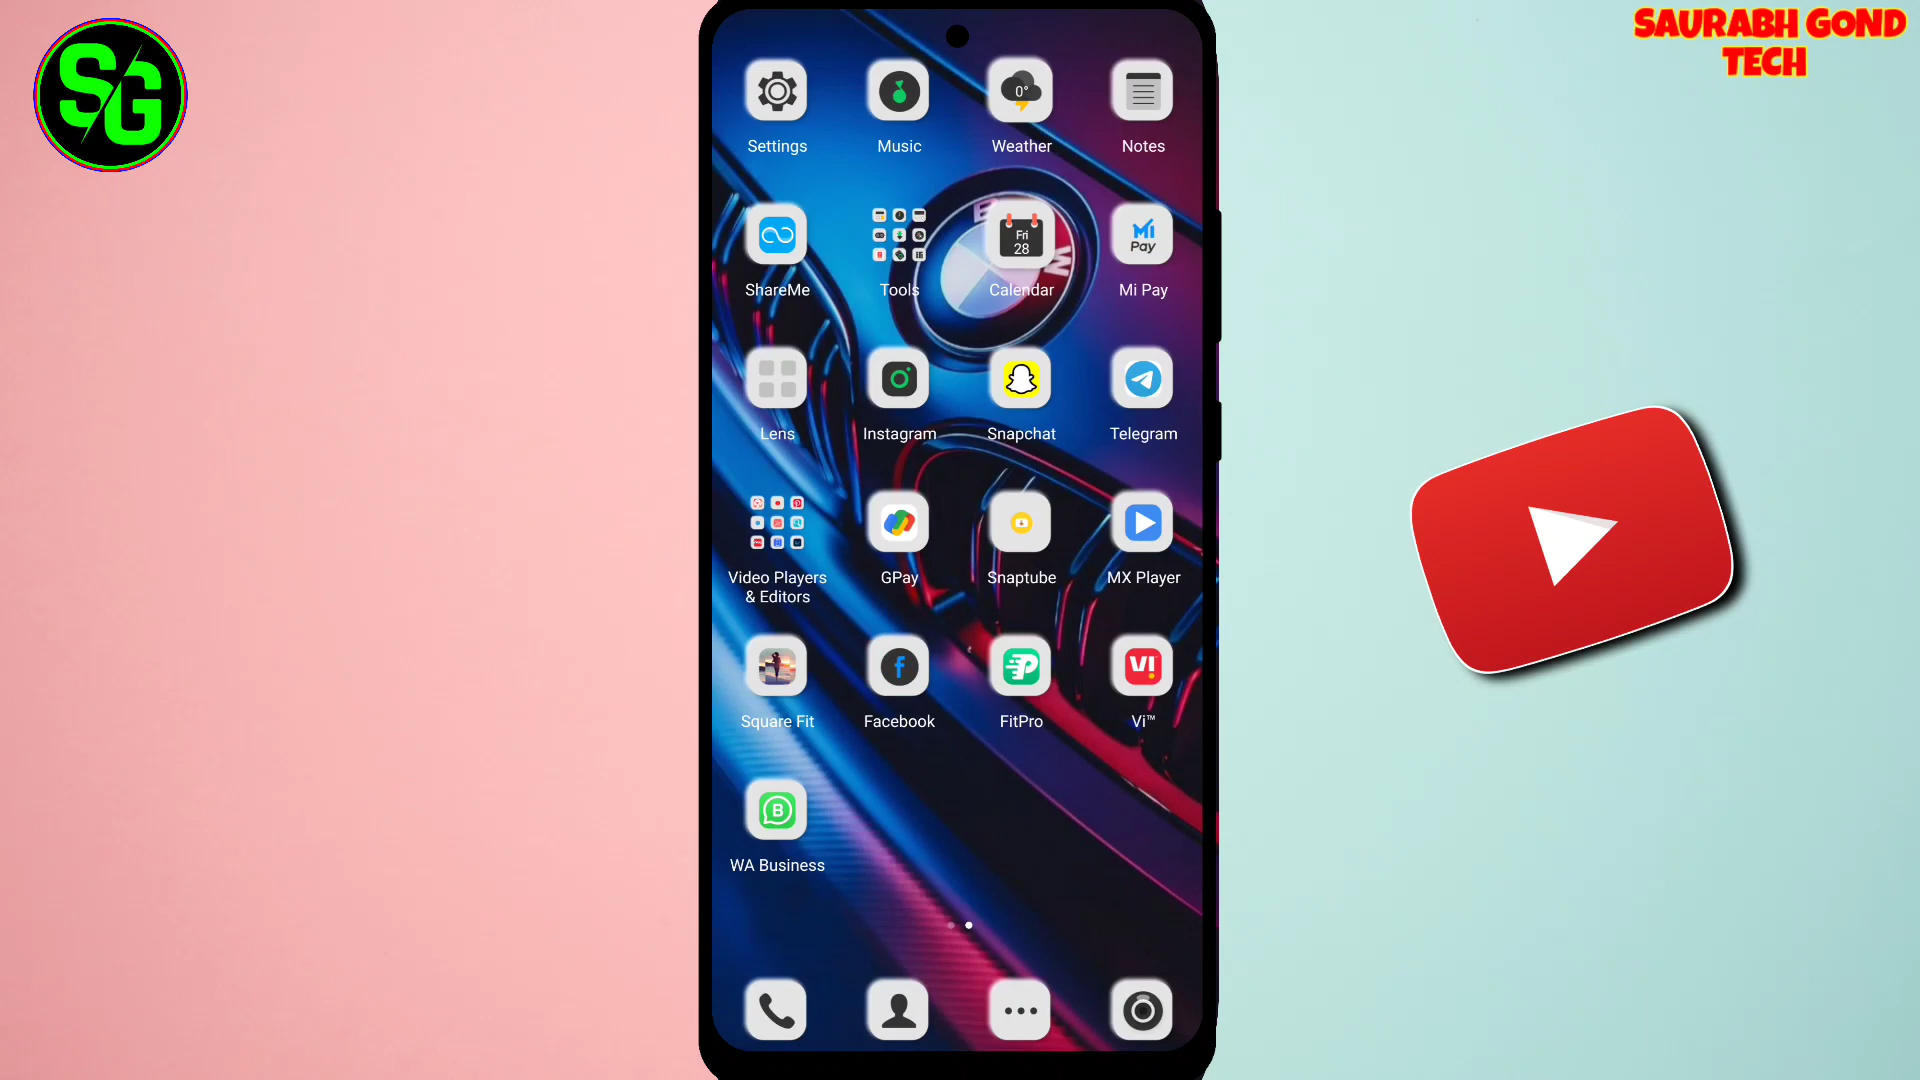 SG
SAURABH GOND
TECH
0°
Settings
Music
Weather
Notes
Fri
28
Mi
Pay
ShareMe
Tools
Calendar
Mi Pay
Lens
Instagram
Snapchat
Telegram
Video Players
& Editors
GPay
Snaptube
MX Player
f
VI
Square Fit
Facebook
FitPro
Vi™
B
WA Business